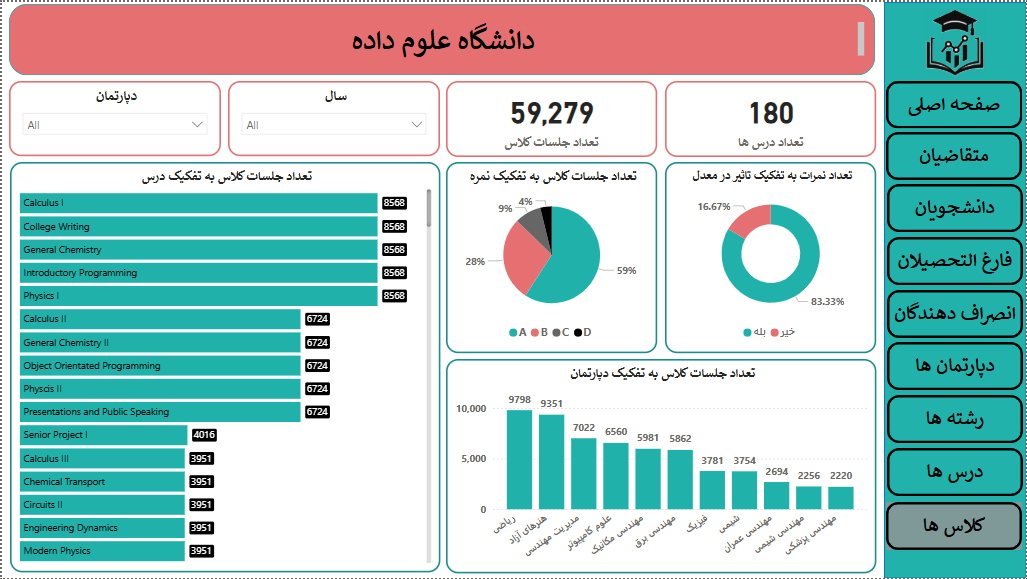 دانشگاه علوم داده
صفحه اصلی
متقاضیان
دانشجویان
فارغ التحصیلان
انصراف دهندگان
دپارتمان ها
رشته ها
درس ها
کلاس ها
180
تعداد درس ها
59,279
تعداد جلسات کلاس
سال
All
دپارتمان
All
تعداد نمرات به تفکیک تاثیر در معدل
16.67%
83.33%
بله خیر
تعداد جلسات کلاس به تفکیک نمره
4%
9%
28%
59%
A B C D
تعداد جلسات کلاس به تفکیک درس
Calculus I 8568
College Writing 8568
General Chemistry 8568
Introductory Programming 8568
Physics I 8568
Calculus II 6724
General Chemistry II 6724
Object Orientated Programming 6724
Physcis II 6724
Presentations and Public Speaking 6724
Senior Project I 4016
Calculus III 3951
Chemical Transport 3951
Circuits II 3951
Engineering Dynamics 3951
Modern Physics 3951
تعداد جلسات کلاس به تفکیک دپارتمان
10,000
5,000
0
9798 9351 7022 6560 5981 5862 3781 3754 2694 2256 2220
ریاضی
هنرهای آزاد
مدیریت مهندسی
علوم کامپیوتر
مهندسی مکانیک
مهندسی برق
فیزیک
شیمی
مهندسی عمران
مهندسی شیمی
مهندسی پزشکی